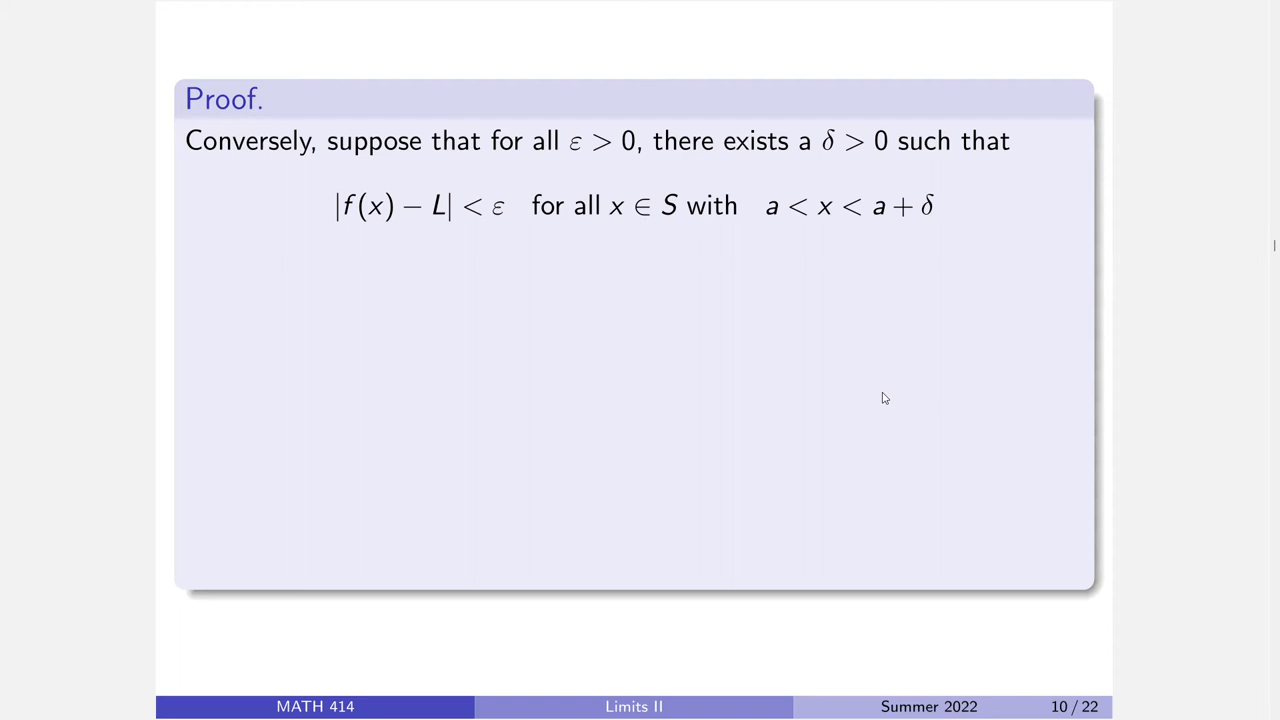 Proof.
Conversely, suppose that for all ε > 0, there exists a δ > 0 such that
|f(x) − L| < ε for all x ∈ S with a < x < a + δ
MATH 414 Limits II Summer 2022 10 / 22